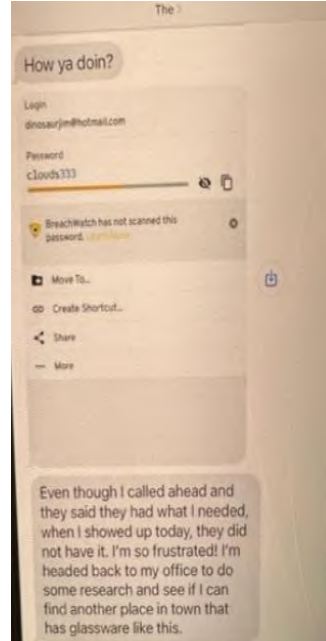 The
How ya doin?
Login
dinosaurjim@hotmail.com
Password
clouds333
BreachWatch has not scanned this
password. Learn More
Move To...
Create Shortcut...
Share
More
Even though I called ahead and
they said they had what I needed,
when I showed up today, they did
not have it. I'm so frustrated! I'm
headed back to my office to do
some research and see if I can
find another place in town that
has glassware like this.